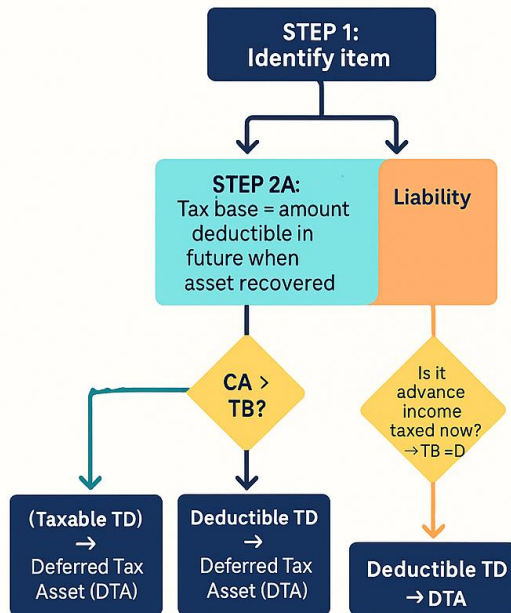 STEP 1:
Identify item
STEP 2A:
Tax base = amount
deductible in
future when
asset recovered
Liability
CA >
TB?
Is it
advance
income
taxed now?
→TB =D
(Taxable TD)
→
Deferred Tax
Asset (DTA)
Deductible TD
→
Deferred Tax
Asset (DTA)
Deductible TD
→ DTA